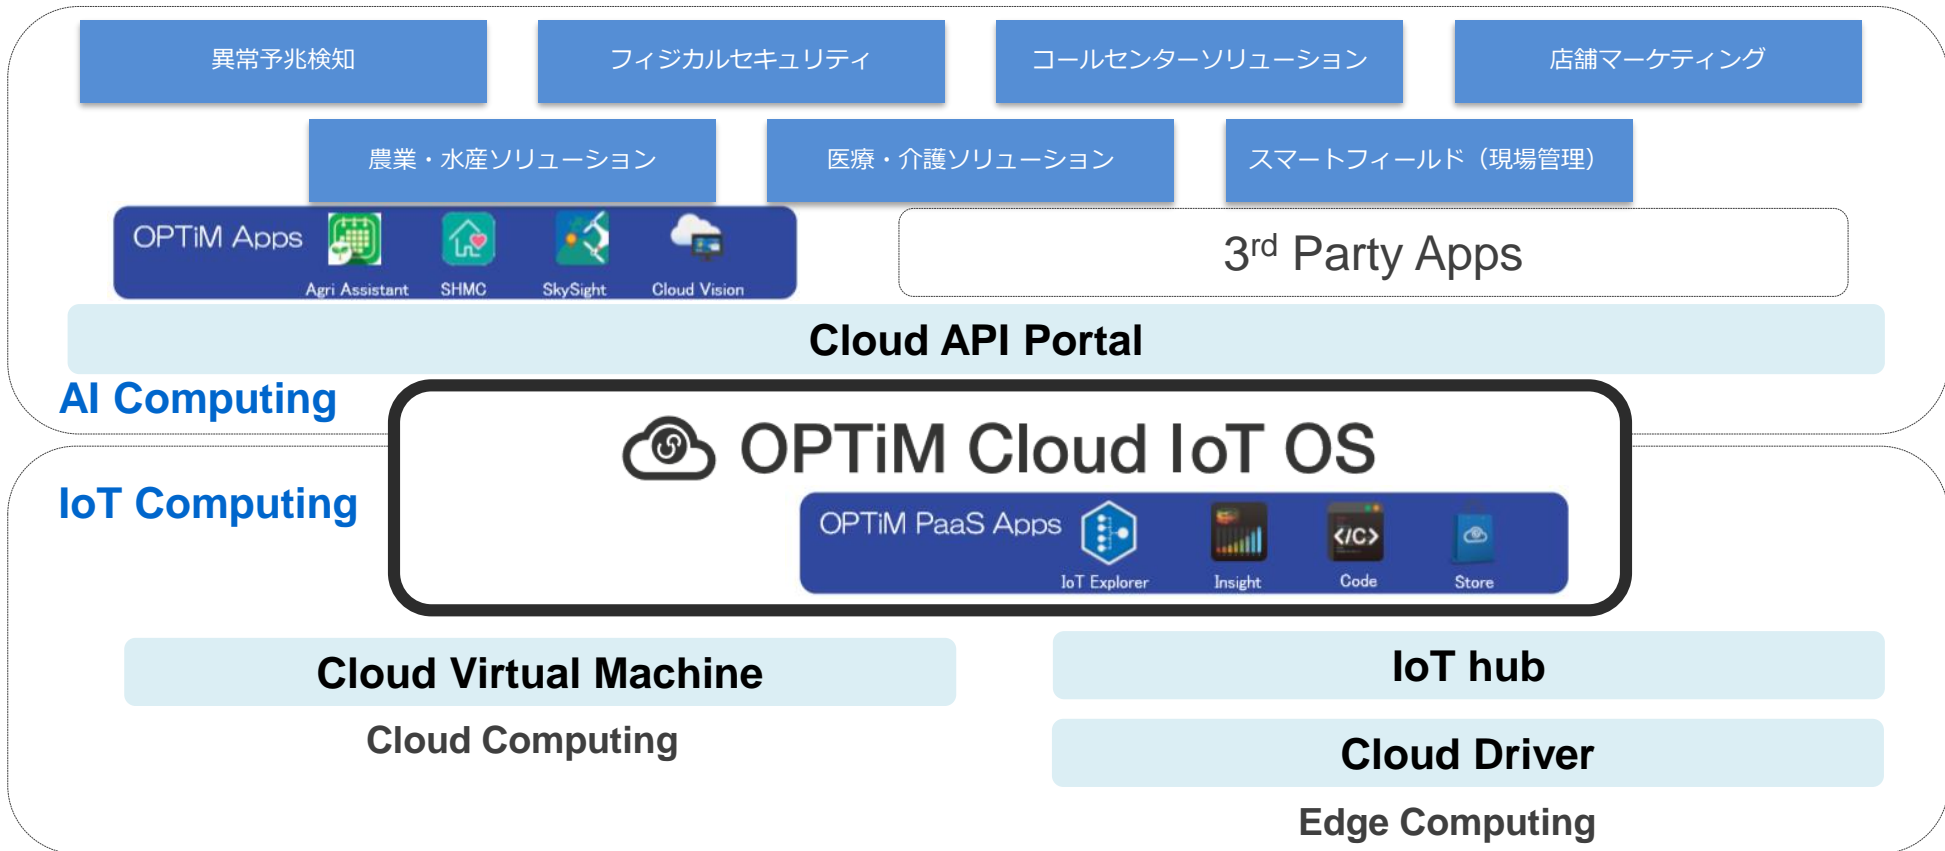 異常予兆検知
フィジカルセキュリティ
コールセンターソリューション
店舗マーケティング
農業・水産ソリューション
医療・介護ソリューション
スマートフィールド（現場管理）
OPTiM Apps
Agri Assistant
SHMC
SkySight
Cloud Vision
3rd Party Apps
Cloud API Portal
AI Computing
OPTiM Cloud IoT OS
IoT Computing
OPTiM PaaS Apps
</C>
IoT Explorer
Insight
Code
Store
Cloud Virtual Machine
Cloud Computing
IoT hub
Cloud Driver
Edge Computing